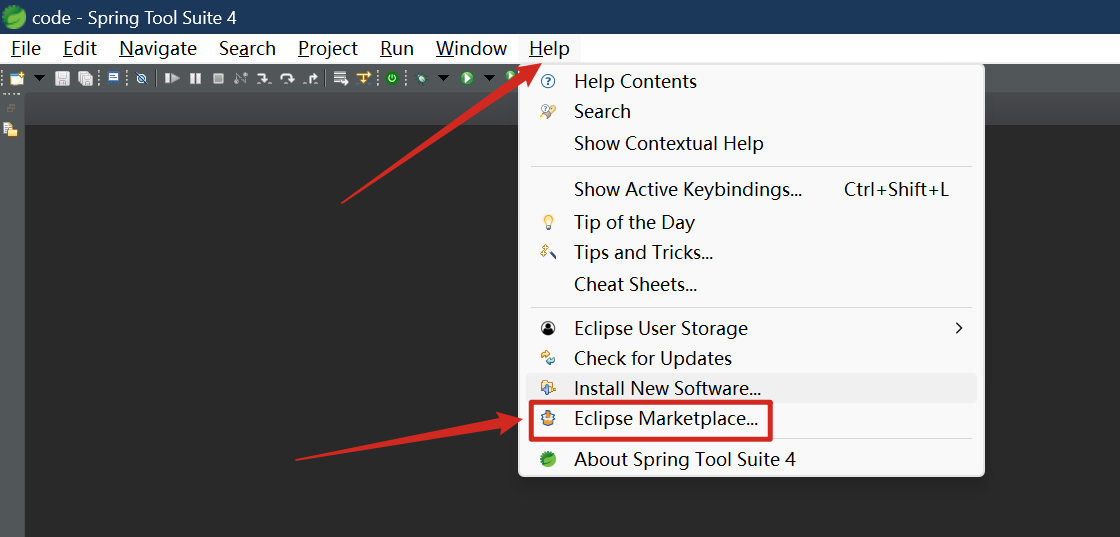 code - Spring Tool Suite 4
File Edit Navigate Search Project Run Window Help
Help Contents
Search
Show Contextual Help
Show Active Keybindings... Ctrl+Shift+L
Tip of the Day
Tips and Tricks...
Cheat Sheets...
Eclipse User Storage
Check for Updates
Install New Software...
Eclipse Marketplace...
About Spring Tool Suite 4